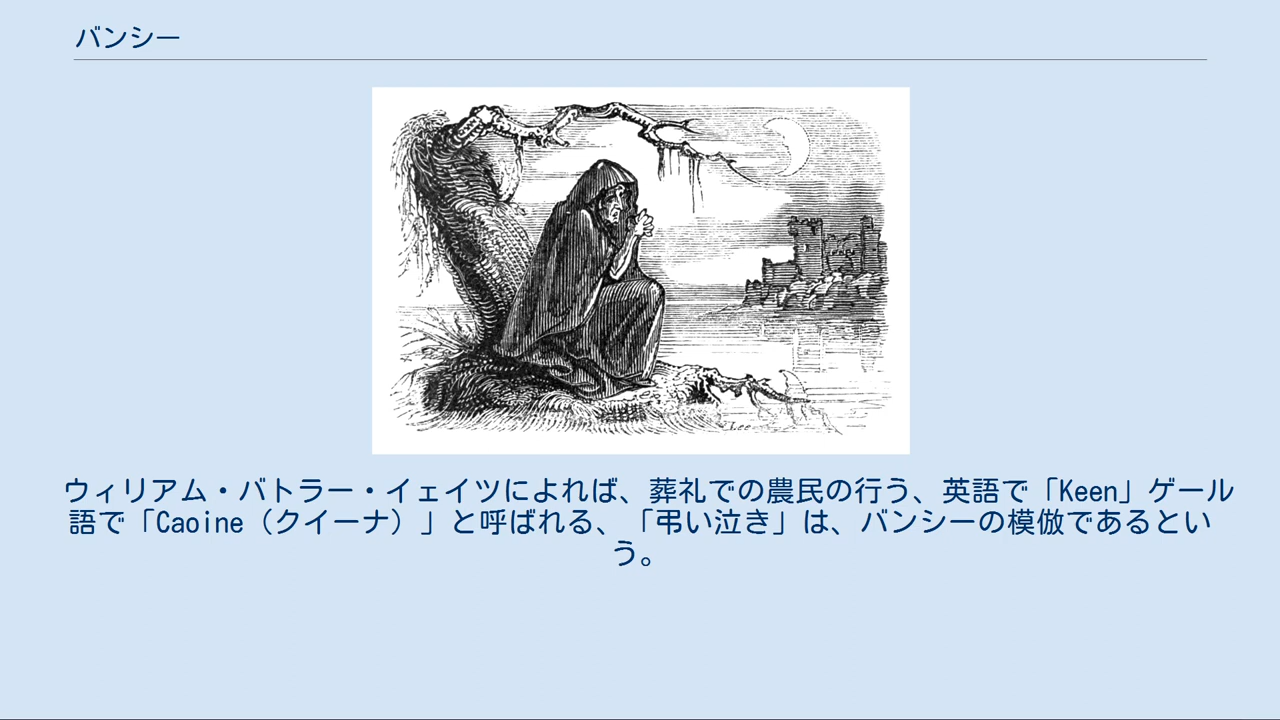 バンシー
Lee
ウィリアム・バトラー・イェイツによれば、葬礼での農民の行う、英語で「Keen」ゲール
語で「Caoine（クイーナ）」と呼ばれる、「弔い泣き」は、バンシーの模倣であるとい
う。